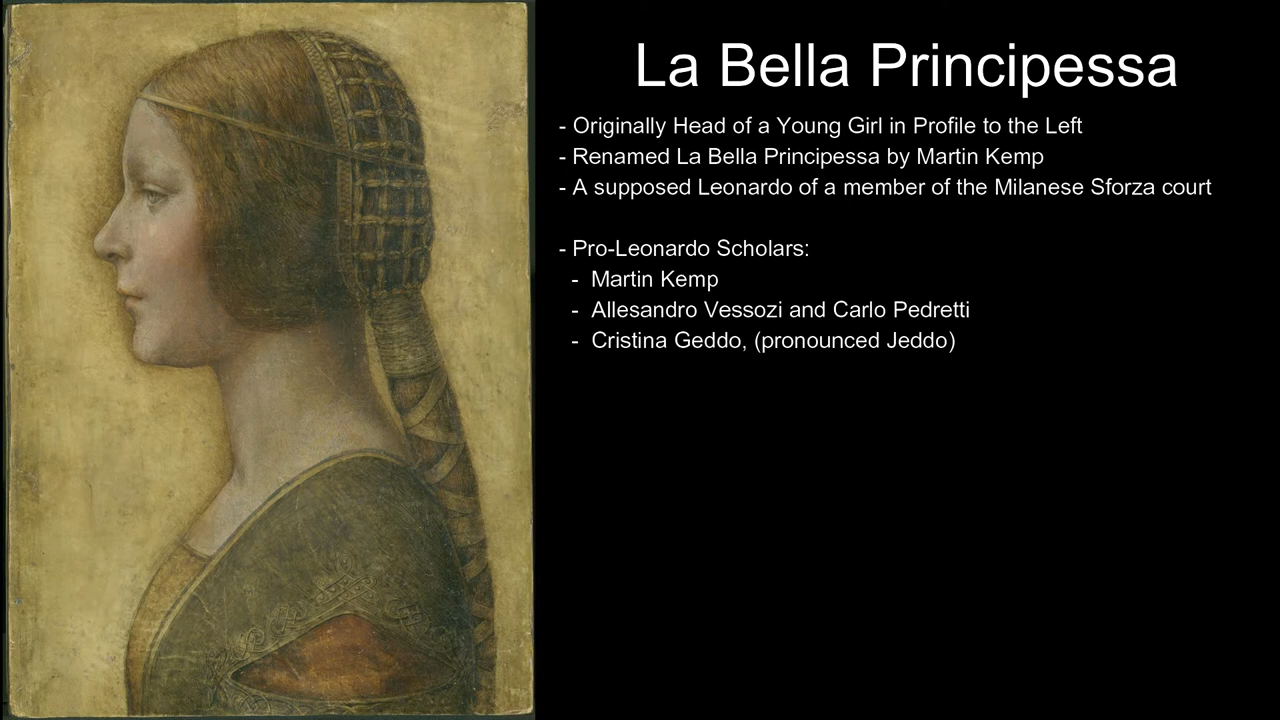 La Bella Principessa
- Originally Head of a Young Girl in Profile to the Left
- Renamed La Bella Principessa by Martin Kemp
- A supposed Leonardo of a member of the Milanese Sforza court
- Pro-Leonardo Scholars:
- Martin Kemp
- Allesandro Vessozi and Carlo Pedretti
- Cristina Geddo, (pronounced Jeddo)